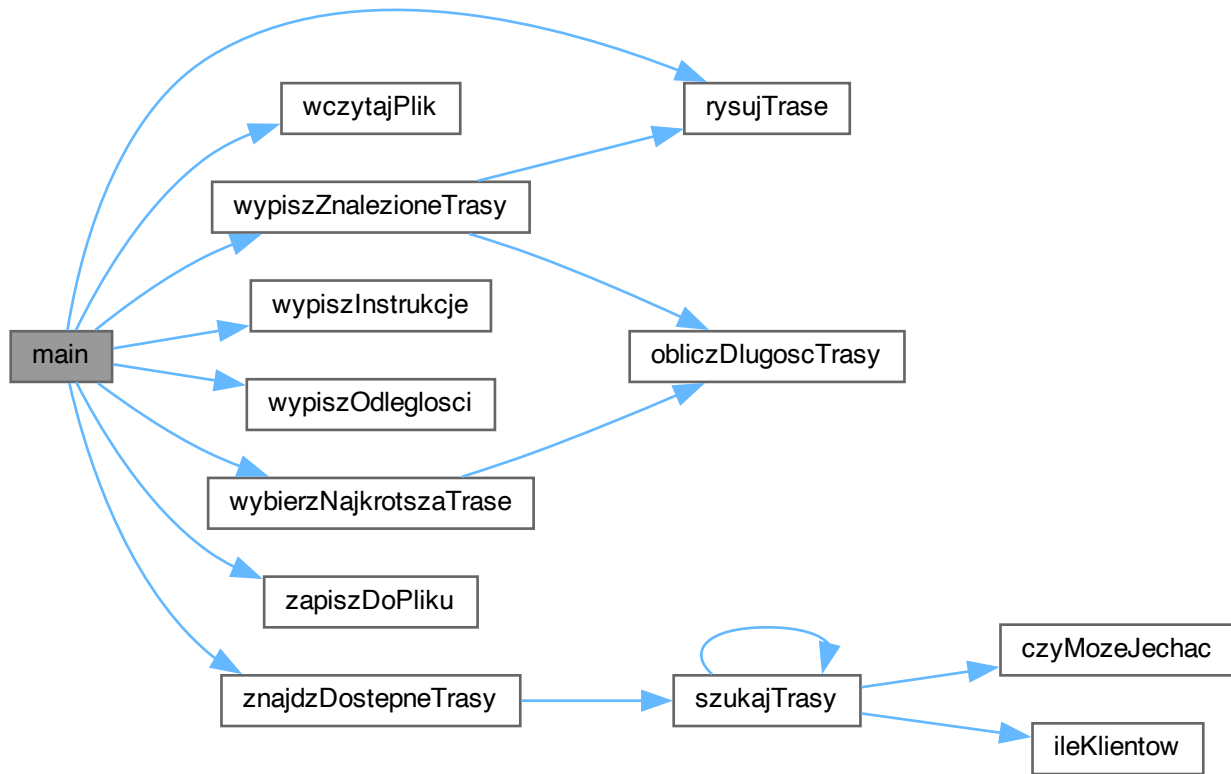 main
wczytajPlik
wypiszZnalezioneTrasy
wypiszInstrukcje
wypiszOdleglosci
wybierzNajkrotszaTrase
zapiszDoPliku
znajdzDostepneTrasy
rysujTrase
obliczDlugoscTrasy
szukajTrasy
czyMozeJechac
ileKlientow